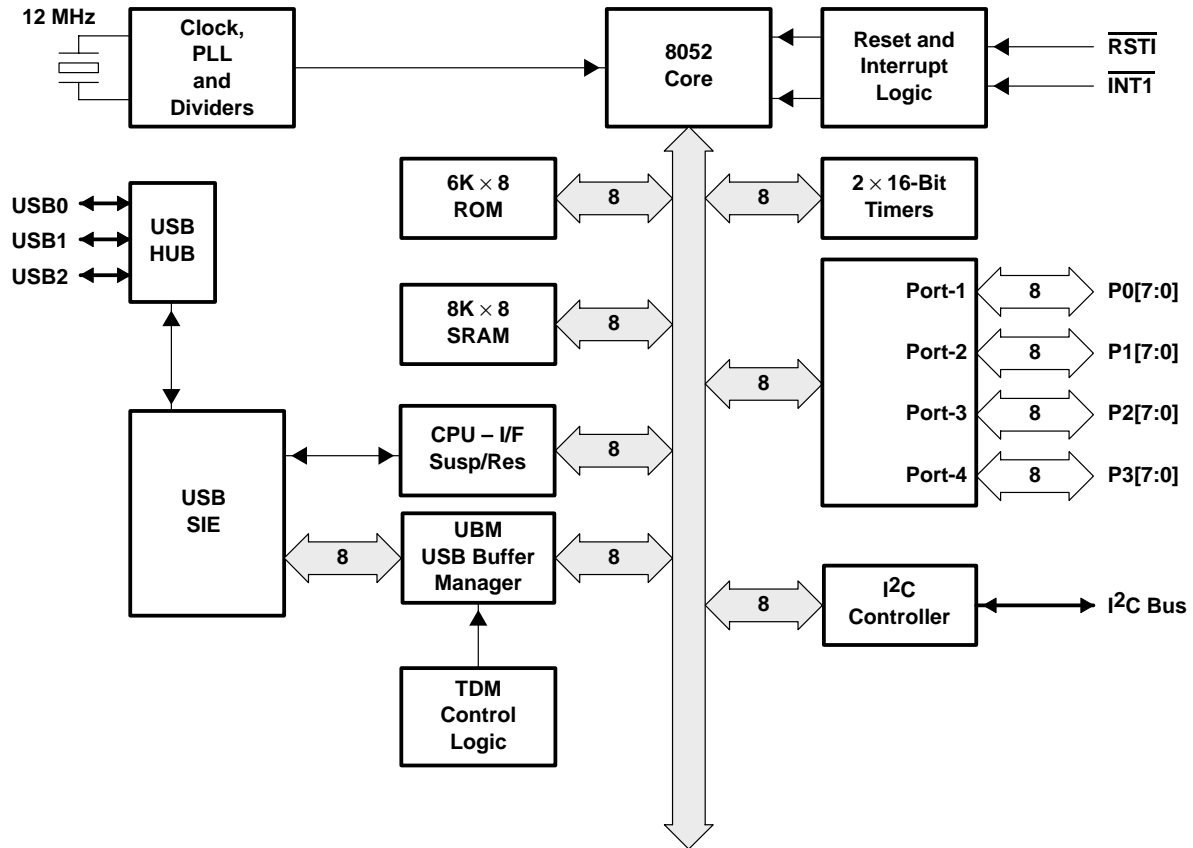 12 MHz
Clock,
PLL
and
Dividers
8052
Core
Reset and
Interrupt
Logic
RSTI
INT1
6K × 8
ROM
8
8
2 × 16-Bit
Timers
USB0
USB1
USB2
USB
HUB
8K × 8
SRAM
8
8
Port-1
8
P0[7:0]
Port-2
8
P1[7:0]
Port-3
8
P2[7:0]
Port-4
8
P3[7:0]
USB
SIE
CPU – I/F
Susp/Res
8
8
UBM
USB Buffer
Manager
8
8
I2C
Controller
I2C Bus
TDM
Control
Logic